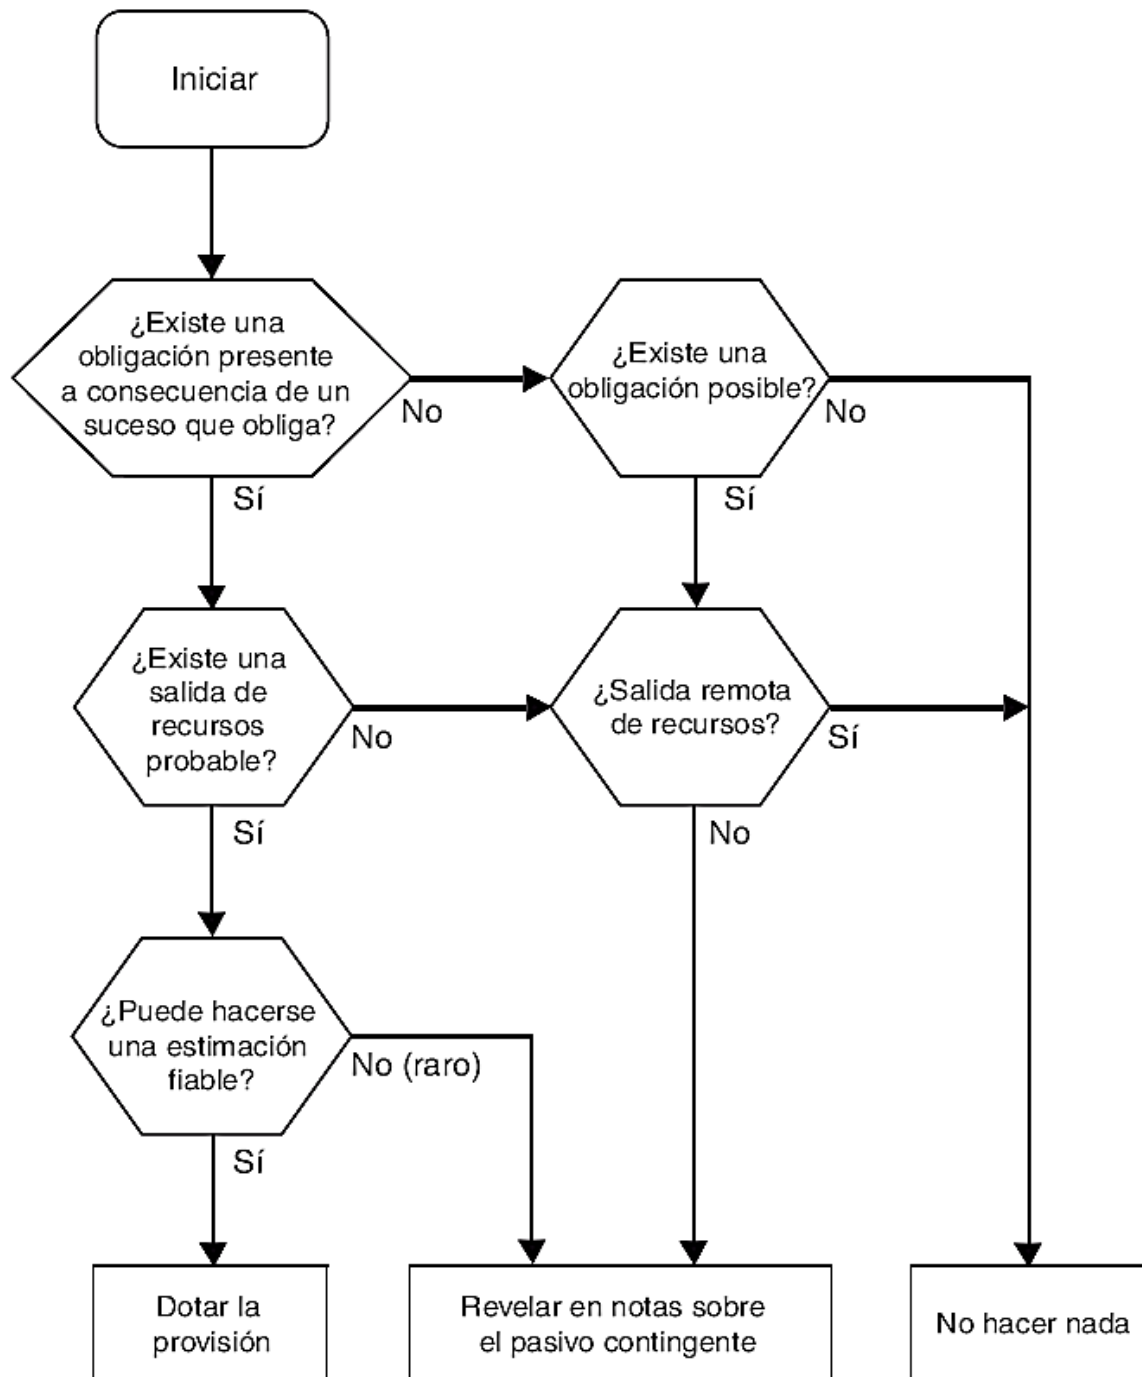 Iniciar
¿Existe una
obligación presente
a consecuencia de un
suceso que obliga?
No
¿Existe una
obligación posible?
No
Sí
Sí
¿Existe una
salida de
recursos
probable?
No
¿Salida remota
de recursos?
Sí
Sí
No
¿Puede hacerse
una estimación
fiable?
No (raro)
Sí
Dotar la
provisión
Revelar en notas sobre
el pasivo contingente
No hacer nada